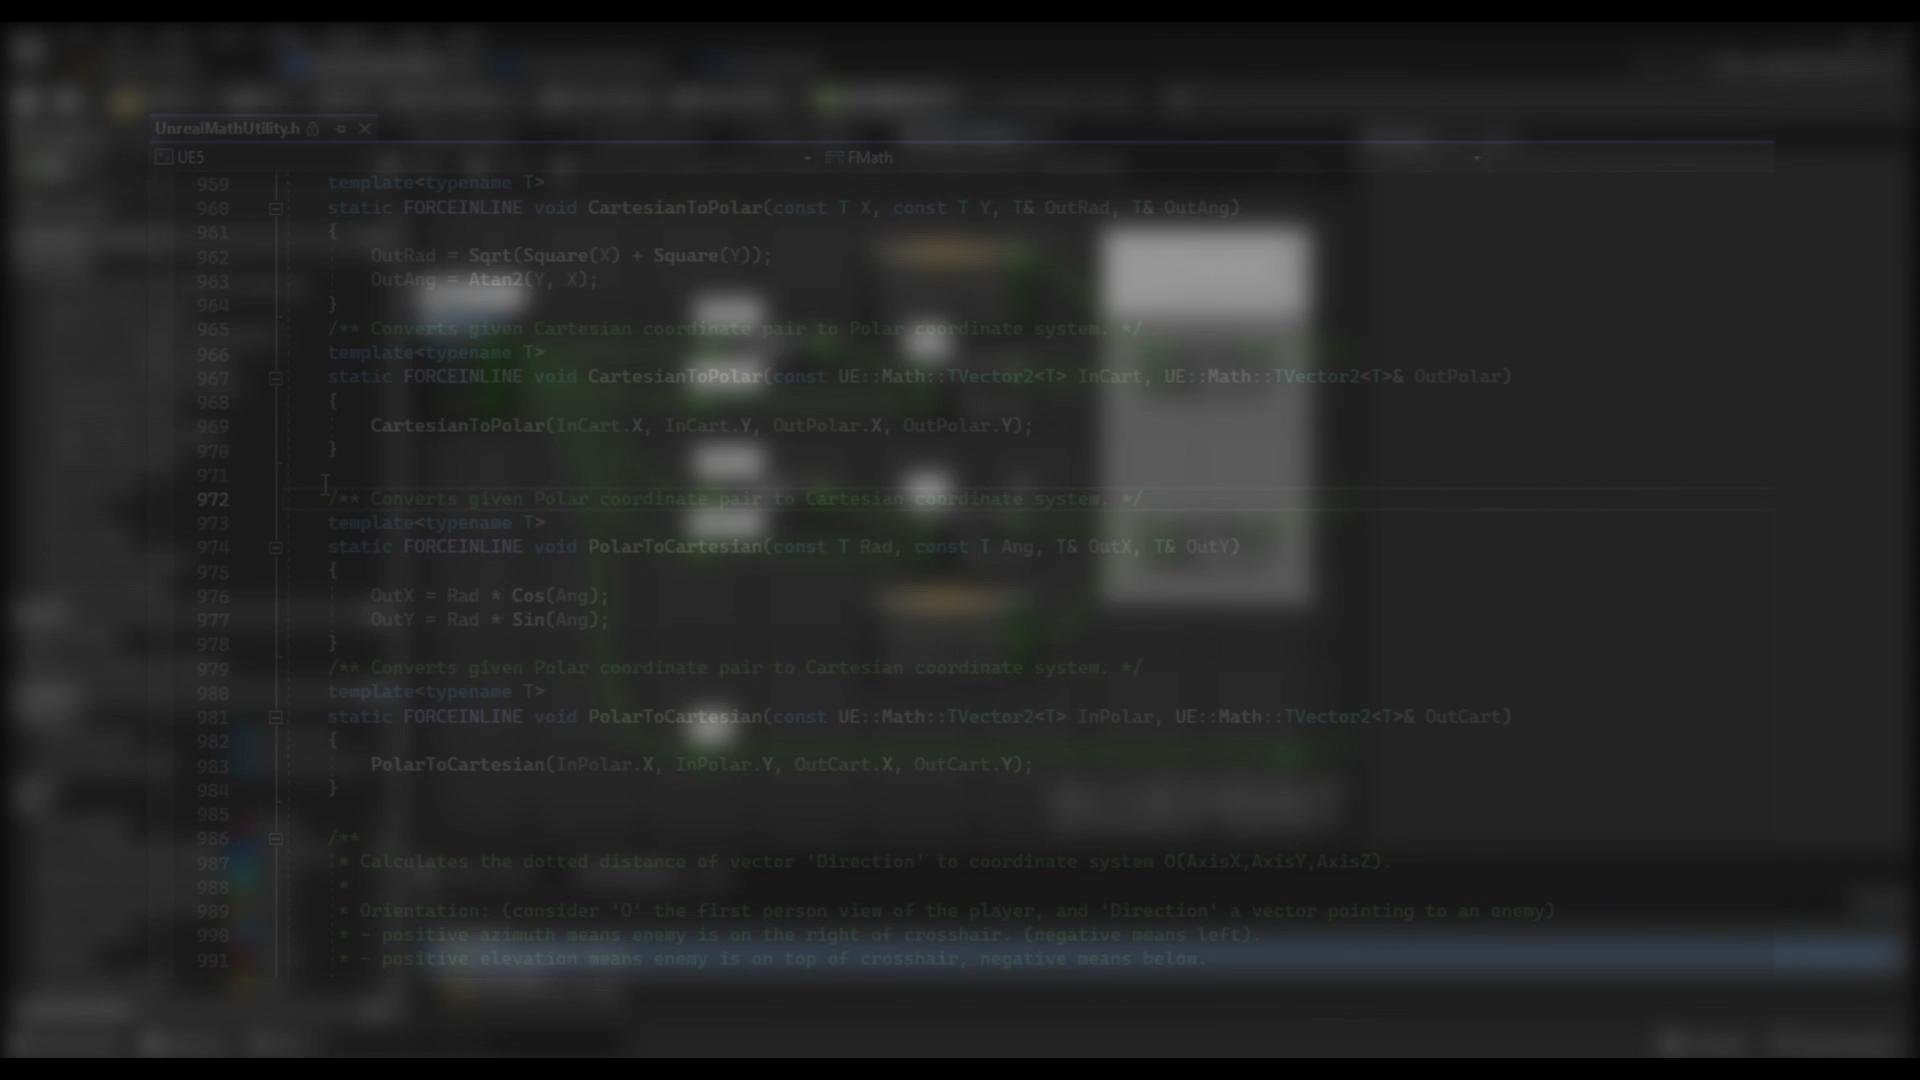 UnrealMathUtility.h
UE5
FMath
959 template<typename T>
960 static FORCEINLINE void CartesianToPolar(const T X, const T Y, T& OutRad, T& OutAng)
961 {
962 OutRad = Sqrt(Square(X) + Square(Y));
963 OutAng = Atan2(Y, X);
964 }
965 /** Converts given Cartesian coordinate pair to Polar coordinate system. */
966 template<typename T>
967 static FORCEINLINE void CartesianToPolar(const UE::Math::TVector2<T> InCart, UE::Math::TVector2<T>& OutPolar)
968 {
969 CartesianToPolar(InCart.X, InCart.Y, OutPolar.X, OutPolar.Y);
970 }
971
972 /** Converts given Polar coordinate pair to Cartesian coordinate system. */
973 template<typename T>
974 static FORCEINLINE void PolarToCartesian(const T Rad, const T Ang, T& OutX, T& OutY)
975 {
976 OutX = Rad * Cos(Ang);
977 OutY = Rad * Sin(Ang);
978 }
979 /** Converts given Polar coordinate pair to Cartesian coordinate system. */
980 template<typename T>
981 static FORCEINLINE void PolarToCartesian(const UE::Math::TVector2<T> InPolar, UE::Math::TVector2<T>& OutCart)
982 {
983 PolarToCartesian(InPolar.X, InPolar.Y, OutCart.X, OutCart.Y);
984 }
985
986 /**
987 * Calculates the dotted distance of vector 'Direction' to coordinate system O(AxisX,AxisY,AxisZ).
988 *
989 * Orientation: (consider 'O' the first person view of the player, and 'Direction' a vector pointing to an enemy)
990 * - positive azimuth means enemy is on the right of crosshair. (negative means left).
991 * - positive elevation means enemy is on top of crosshair, negative means below.